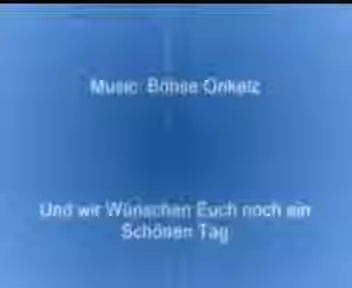 Music: Böhse Onkelz
Und wir Wünschen Euch noch ein
Schönen Tag